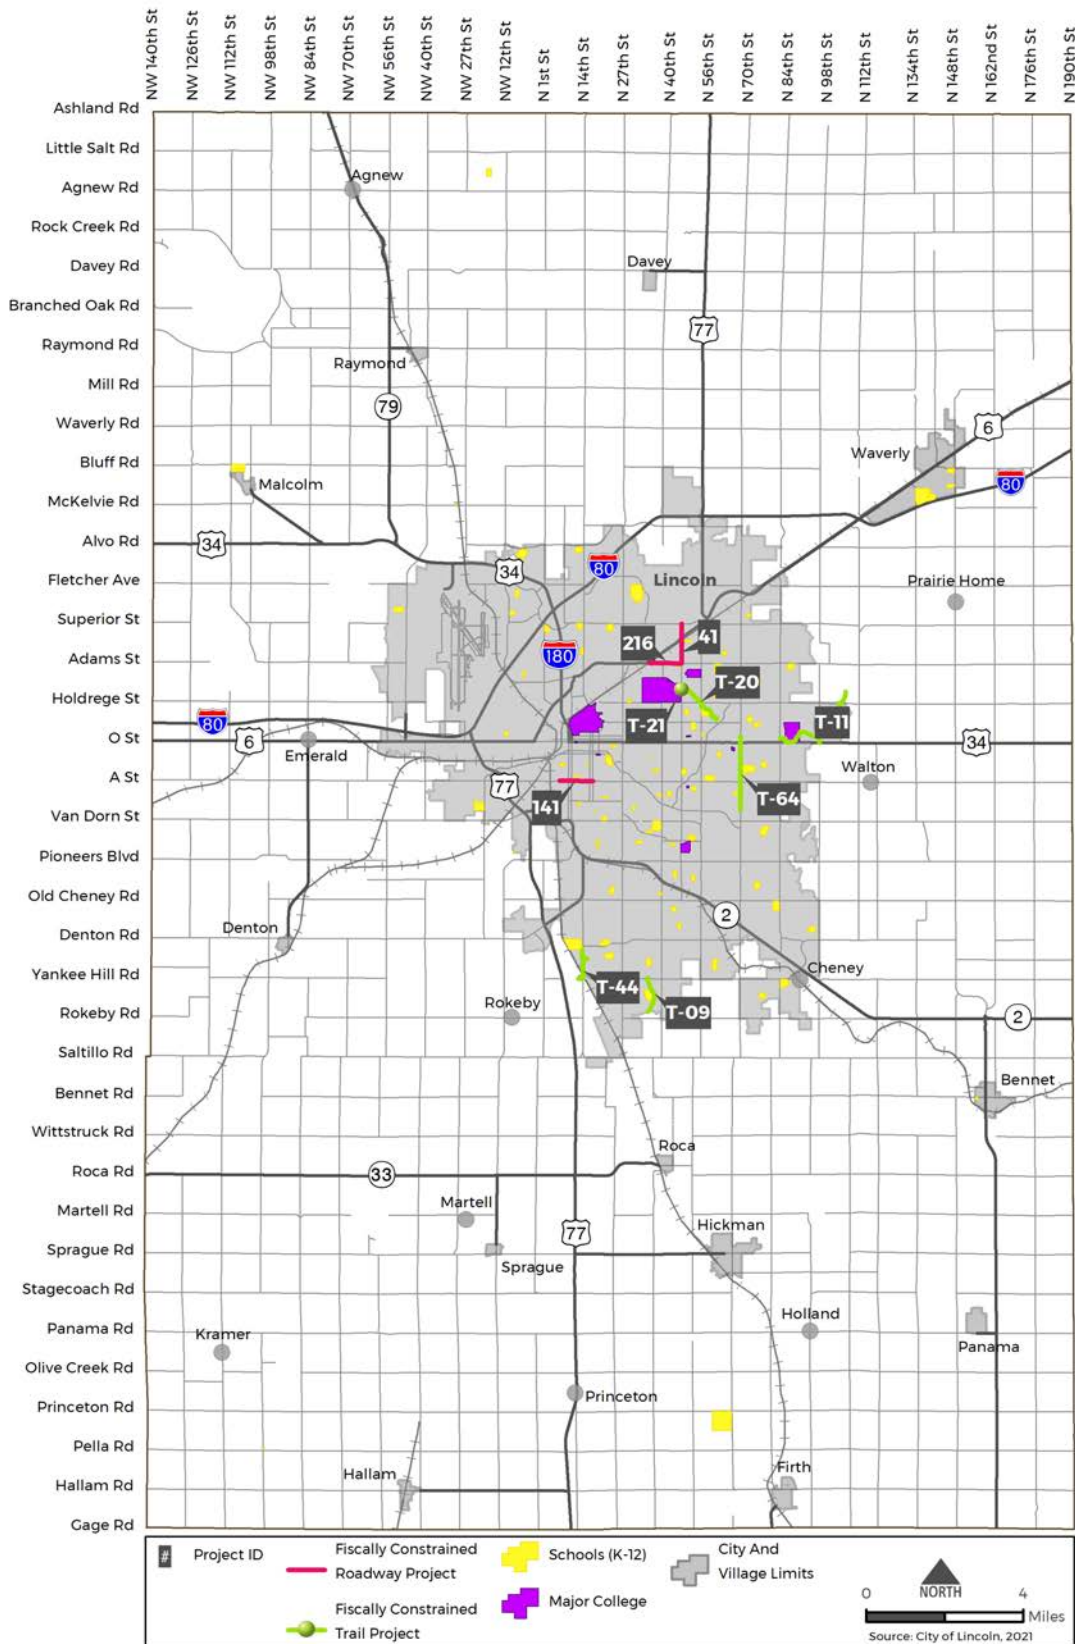 NW 140th St
NW 126th St
NW 112th St
NW 98th St
NW 84th St
NW 70th St
NW 56th St
NW 40th St
NW 27th St
NW 12th St
N 1st St
N 14th St
N 27th St
N 40th St
N 56th St
N 70th St
N 84th St
N 98th St
N 112th St
N 134th St
N 148th St
N 162nd St
N 176th St
N 190th St
Ashland Rd
Little Salt Rd
Agnew Rd
Rock Creek Rd
Davey Rd
Branched Oak Rd
Raymond Rd
Mill Rd
Waverly Rd
Bluff Rd
McKelvie Rd
Alvo Rd
Fletcher Ave
Superior St
Adams St
Holdrege St
O St
A St
Van Dorn St
Pioneers Blvd
Old Cheney Rd
Denton Rd
Yankee Hill Rd
Rokeby Rd
Saltillo Rd
Bennet Rd
Wittstruck Rd
Roca Rd
Martell Rd
Sprague Rd
Stagecoach Rd
Panama Rd
Olive Creek Rd
Princeton Rd
Pella Rd
Hallam Rd
Gage Rd
Agnew
Davey
77
Raymond
79
6
Waverly
80
Malcolm
34
34
80
Lincoln
Prairie Home
216
41
180
T-20
T-21
T-11
80
6
Emerald
34
Walton
77
141
T-64
2
Denton
Cheney
T-44
T-09
Rokeby
2
Bennet
Roca
33
Martell
77
Hickman
Sprague
Holland
Kramer
Panama
Princeton
Hallam
Firth
# Project ID
Fiscally Constrained
Roadway Project
Fiscally Constrained
Trail Project
Schools (K-12)
Major College
City And
Village Limits
NORTH
0 4
Miles
Source: City of Lincoln, 2021